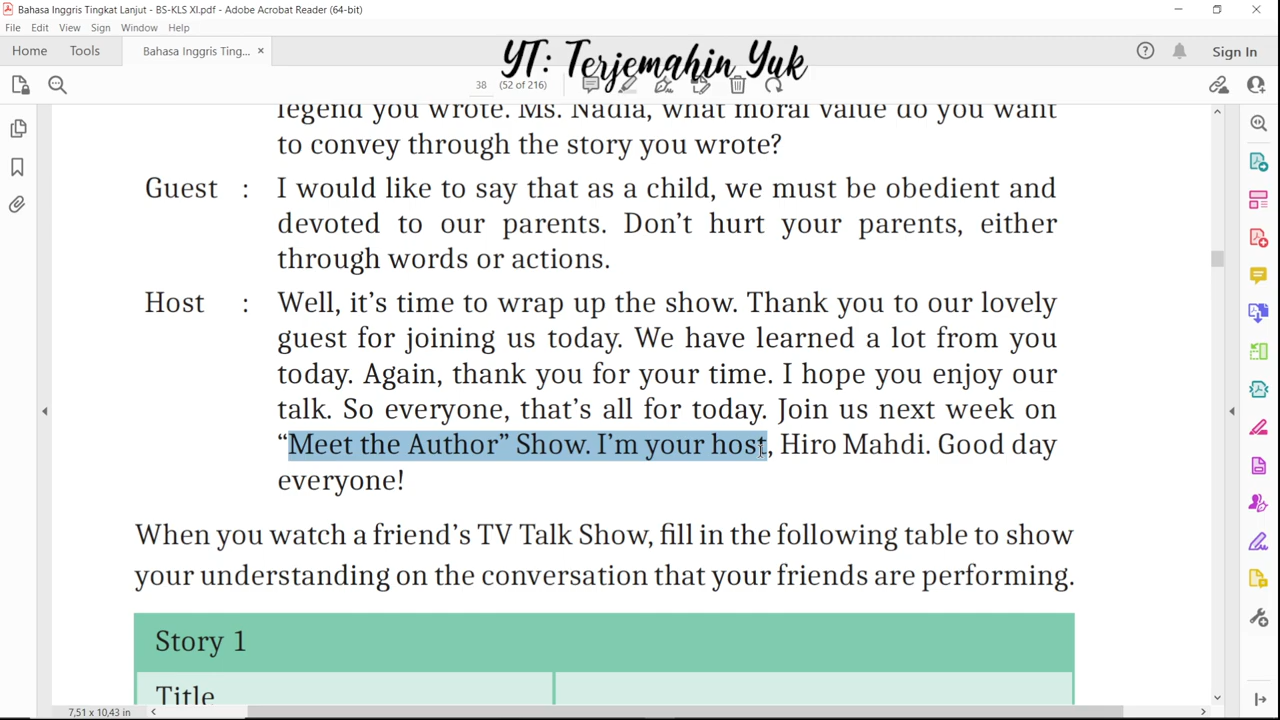 Bahasa Inggris Tingkat Lanjut - BS-KLS XI.pdf - Adobe Acrobat Reader (64-bit)
File Edit View Sign Window Help
Home Tools Bahasa Inggris Ting... × Sign In
YT: Terjemahin Yuk
38 (52 of 216)
legend you wrote. Ms. Nadia, what moral value do you want
to convey through the story you wrote?
Guest : I would like to say that as a child, we must be obedient and
devoted to our parents. Don’t hurt your parents, either
through words or actions.
Host : Well, it’s time to wrap up the show. Thank you to our lovely
guest for joining us today. We have learned a lot from you
today. Again, thank you for your time. I hope you enjoy our
talk. So everyone, that’s all for today. Join us next week on
“Meet the Author” Show. I’m your host, Hiro Mahdi. Good day
everyone!
When you watch a friend’s TV Talk Show, fill in the following table to show
your understanding on the conversation that your friends are performing.
Story 1
Title
7,51 x 10,43 in